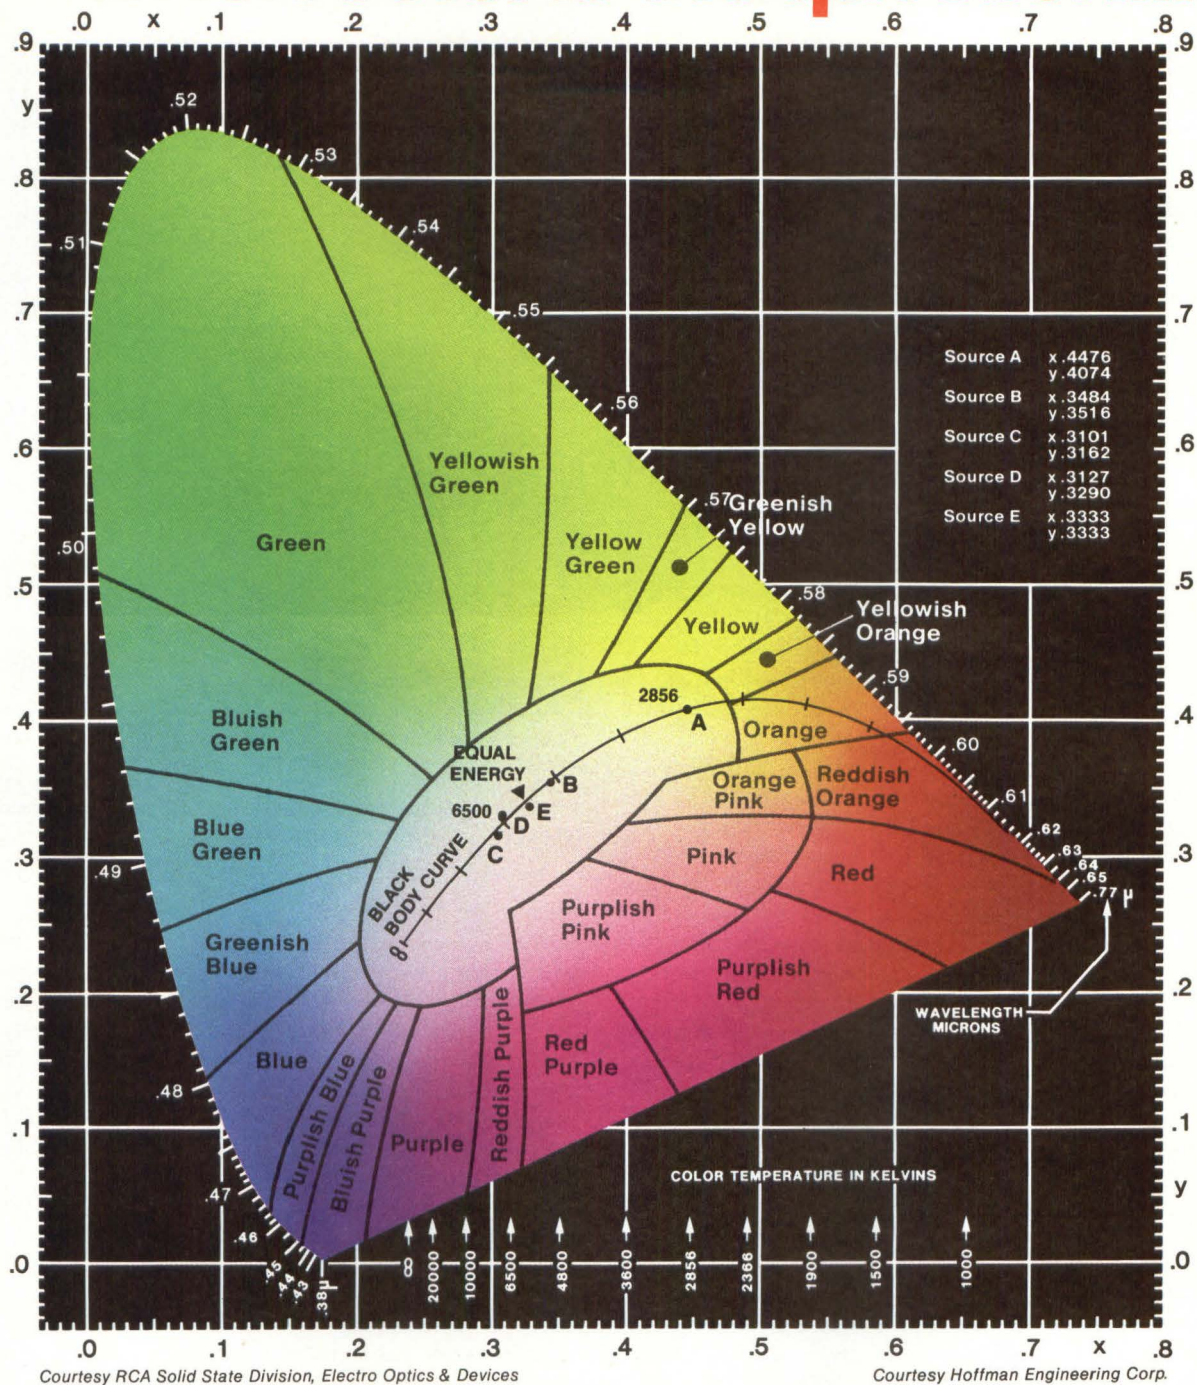 .0 x .1 .2 .3 .4 .5 .6 .7 .8
.9 .9
y
.52
.53
.8 .8
.54
.51
.7 .55 .7
Source A x .4476
y .4074
Source B x .3484
y .3516
Source C x .3101
y .3162
Source D x .3127
y .3290
Source E x .3333
y .3333
.56
.6 .6
Yellowish
Green
.57
Greenish
Yellow
Green
Yellow
Green
.50
.5 .5
.58
Yellowish
Orange
Yellow
.59
2856
A
Bluish
Green
.4 .4
Orange
.60
EQUAL
ENERGY
B
Orange
Pink
Reddish
Orange
.61
6500
E
D
C
.62
Blue
Green
BLACK
BODY CURVE
∞
.3 .3
.63
.64
.65
.77 μ
.49
Pink
Red
Purplish
Pink
Greenish
Blue
Purplish
Red
.2 .2
WAVELENGTH
MICRONS
Blue
Red
Purple
Reddish Purple
.48
Purplish Blue
Bluish Purple
Purple
.1 .1
COLOR TEMPERATURE IN KELVINS
.47
y
.46
.45
.44
.43
.38μ
.0 .0
∞ 20000 10000 6500 4800 3600 2856 2366 1900 1500 1000
.0 .1 .2 .3 .4 .5 .6 .7 x .8
Courtesy RCA Solid State Division, Electro Optics & Devices
Courtesy Hoffman Engineering Corp.